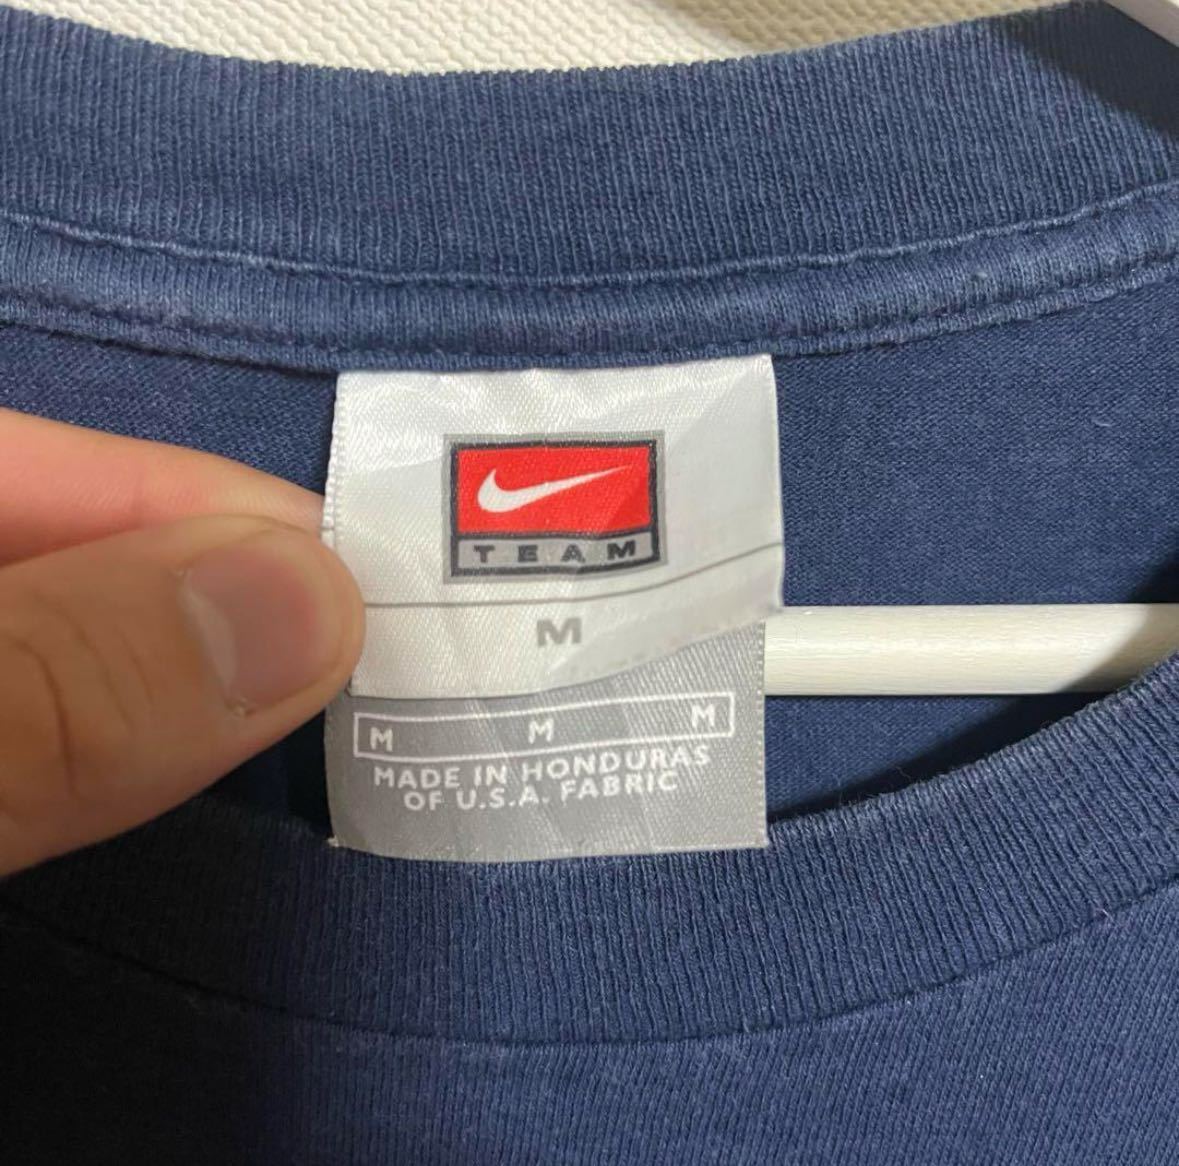 TEAM
M
M M M
MADE IN HONDURAS
OF U.S.A. FABRIC